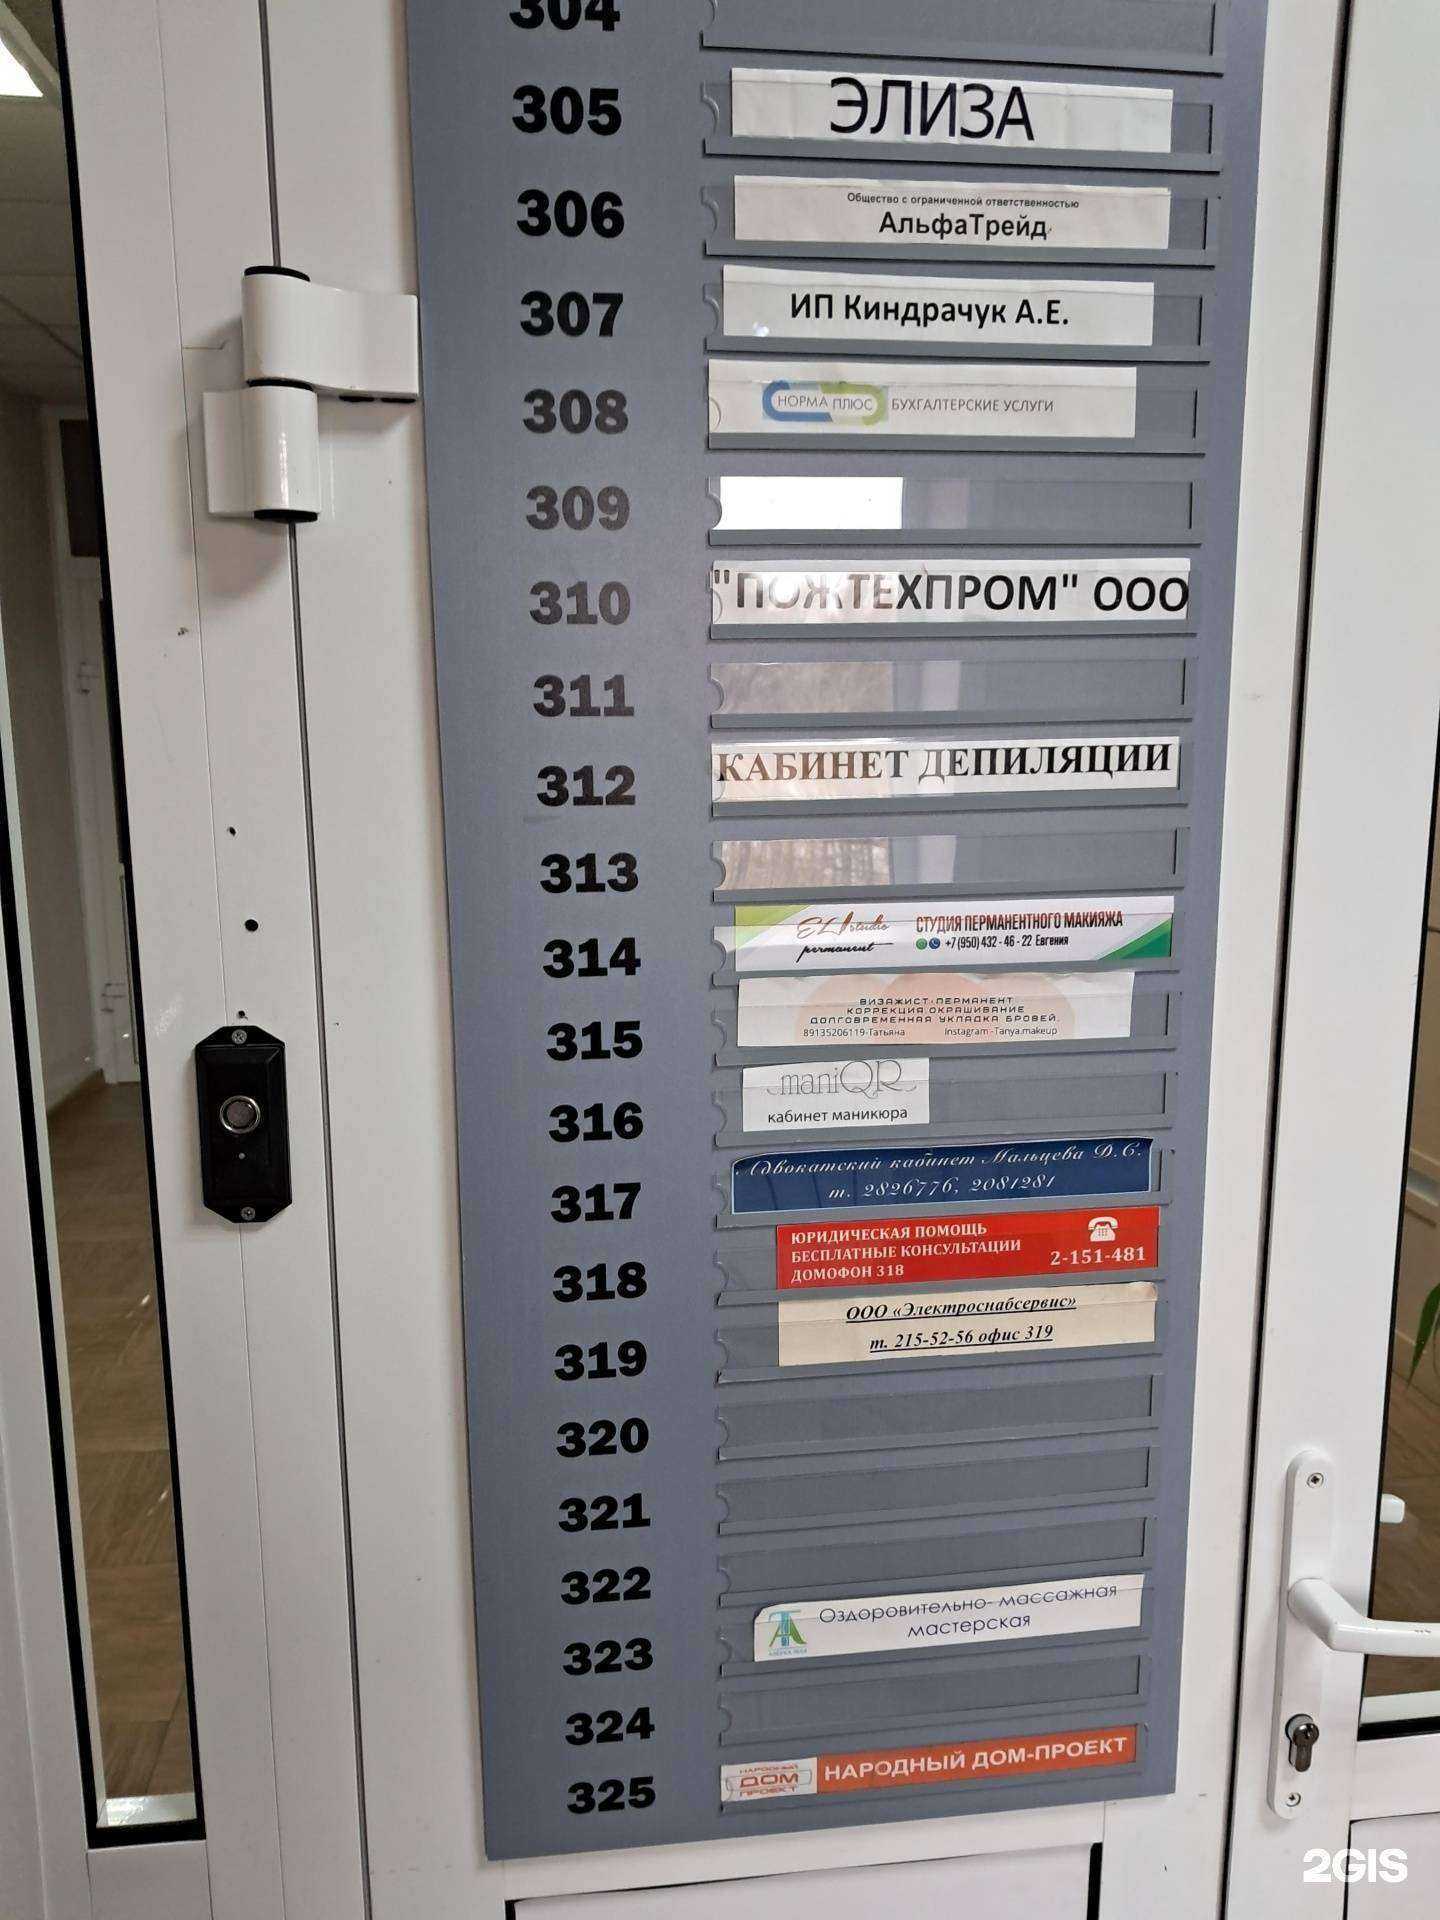 304
305
ЭЛИЗА
306
Общество с ограниченной ответственностью
АльфаТрейд
307
ИП Киндрачук А.Е.
308
НОРМА ПЛЮС БУХГАЛТЕРСКИЕ УСЛУГИ
309
310
"ПОЖТЕХПРОМ" ООО
311
312
КАБИНЕТ ДЕПИЛЯЦИИ
313
314
ELI studio
permanent
СТУДИЯ ПЕРМАНЕНТНОГО МАКИЯЖА
+7 (950) 432 - 46 - 22 Евгения
315
ВИЗАЖИСТ-ПЕРМАНЕНТ
КОРРЕКЦИЯ,ОКРАШИВАНИЕ
ДОЛГОВРЕМЕННАЯ УКЛАДКА БРОВЕЙ.
89135206119-Татьяна Instagram-Tanya.makeup
316
maniQR
кабинет маникюра
317
Адвокатский кабинет Мальцева Д.С.
т. 2826776, 2081281
318
ЮРИДИЧЕСКАЯ ПОМОЩЬ
БЕСПЛАТНЫЕ КОНСУЛЬТАЦИИ
ДОМОФОН 318
2-151-481
319
ООО «Электроснабсервис»
т. 215-52-56 офис 319
320
321
322
323
Оздоровительно- массажная
мастерская
324
325
НАРОДНЫЙ
ДОМ
ПРОЕКТ
НАРОДНЫЙ ДОМ-ПРОЕКТ
2GIS